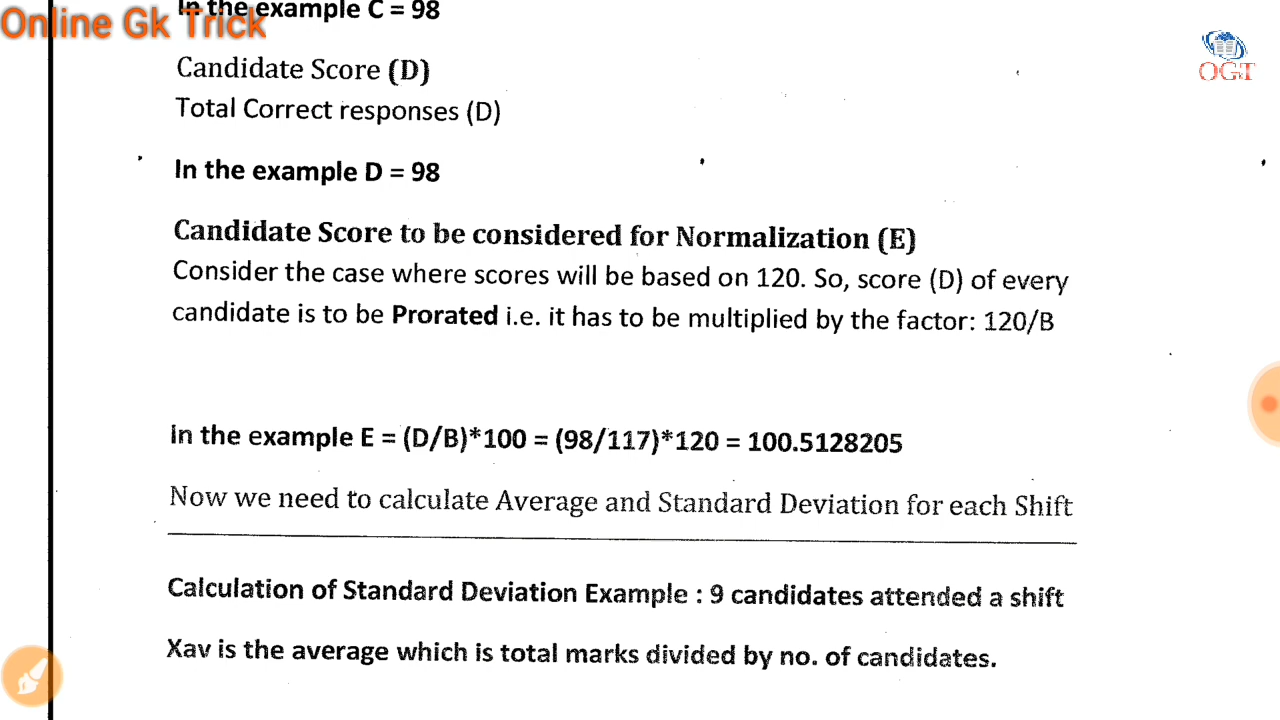 In the example C = 98
Online Gk Trick
OGT
Candidate Score (D)
Total Correct responses (D)
In the example D = 98
Candidate Score to be considered for Normalization (E)
Consider the case where scores will be based on 120. So, score (D) of every
candidate is to be Prorated i.e. it has to be multiplied by the factor: 120/B
In the example E = (D/B)*100 = (98/117)*120 = 100.5128205
Now we need to calculate Average and Standard Deviation for each Shift
Calculation of Standard Deviation Example : 9 candidates attended a shift
Xav is the average which is total marks divided by no. of candidates.